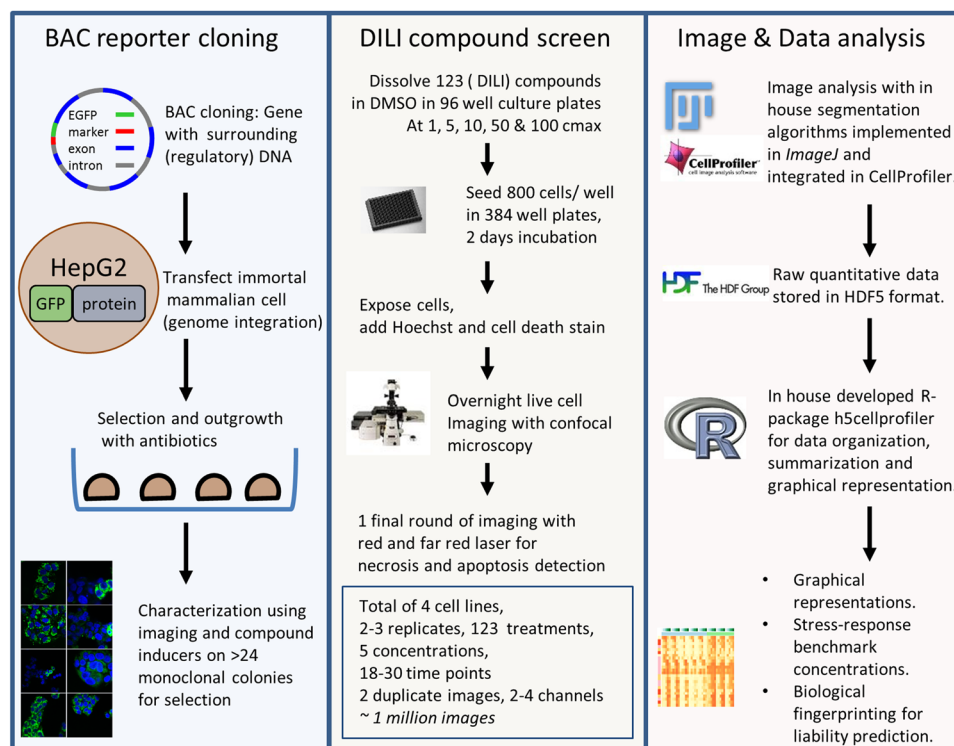 BAC reporter cloning
EGFP
marker
exon
intron
BAC cloning: Gene
with surrounding
(regulatory) DNA
HepG2
GFP
protein
Transfect immortal
mammalian cell
(genome integration)
Selection and outgrowth
with antibiotics
Characterization using
imaging and compound
inducers on >24
monoclonal colonies
for selection
DILI compound screen
Dissolve 123 ( DILI) compounds
in DMSO in 96 well culture plates
At 1, 5, 10, 50 & 100 cmax
Seed 800 cells/ well
in 384 well plates,
2 days incubation
Expose cells,
add Hoechst and cell death stain
Overnight live cell
Imaging with confocal
microscopy
1 final round of imaging with
red and far red laser for
necrosis and apoptosis detection
Total of 4 cell lines,
2-3 replicates, 123 treatments,
5 concentrations,
18-30 time points
2 duplicate images, 2-4 channels
~ 1 million images
Image & Data analysis
CellProfiler
cell image analysis software
Image analysis with in
house segmentation
algorithms implemented
in ImageJ and
integrated in CellProfiler.
HDF The HDF Group
Raw quantitative data
stored in HDF5 format.
R
In house developed R-
package h5cellprofiler
for data organization,
summarization and
graphical representation.
• Graphical
representations.
• Stress-response
benchmark
concentrations.
• Biological
fingerprinting for
liability prediction.